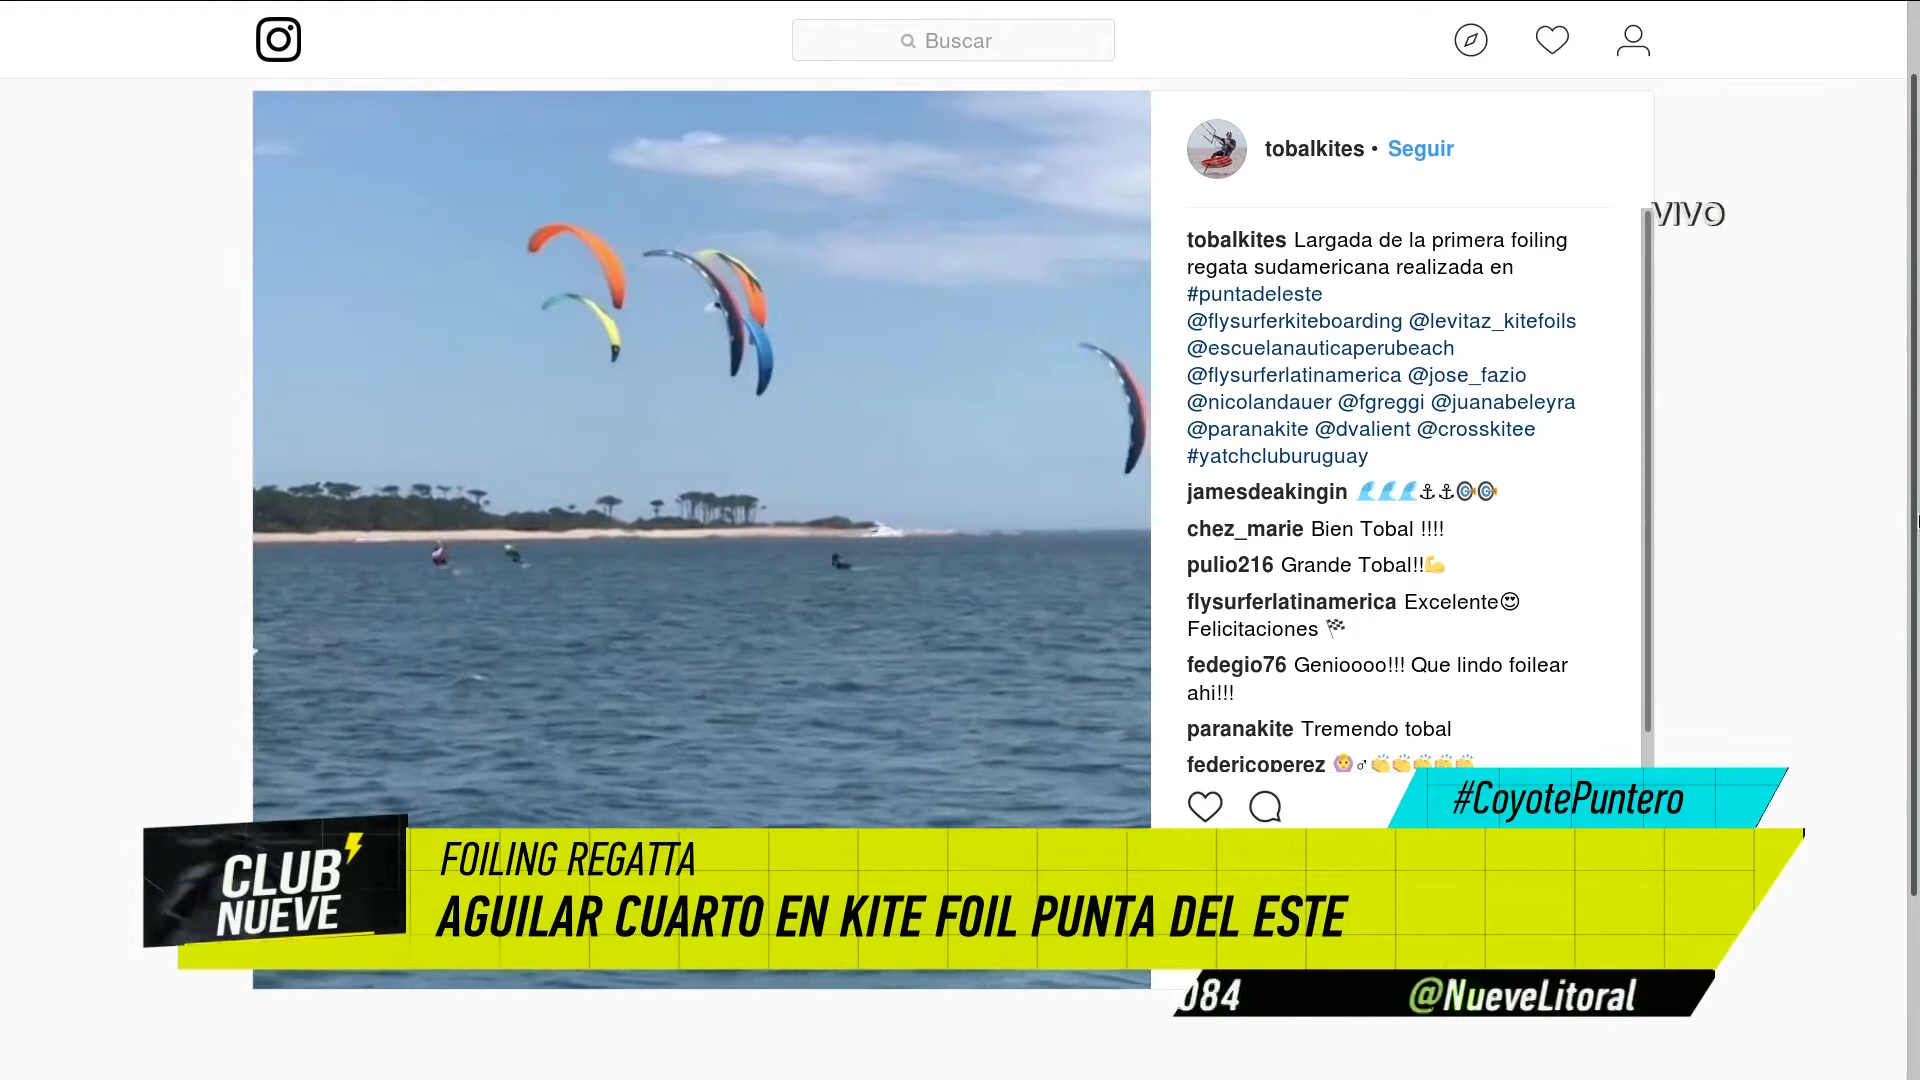 Buscar
tobalkites • Seguir
VIVO
tobalkites Largada de la primera foiling
regata sudamericana realizada en
#puntadeleste
@flysurferkiteboarding @levitaz_kitefoils
@escuelanauticaperubeach
@flysurferlatinamerica @jose_fazio
@nicolandauer @fgreggi @juanabeleyra
@paranakite @dvalient @crosskitee
#yatchcluburuguay
jamesdeakingin 🌊🌊🌊⚓⚓🎯🎯
chez_marie Bien Tobal !!!!
pulio216 Grande Tobal!!💪
flysurferlatinamerica Excelente😍
Felicitaciones 🏁
fedegio76 Genioooo!!! Que lindo foilear
ahi!!!
paranakite Tremendo tobal
federicoperez 🙆♂👏👏👏👏👏
#CoyotePuntero
CLUB
NUEVE
FOILING REGATTA
AGUILAR CUARTO EN KITE FOIL PUNTA DEL ESTE
084
@NueveLitoral